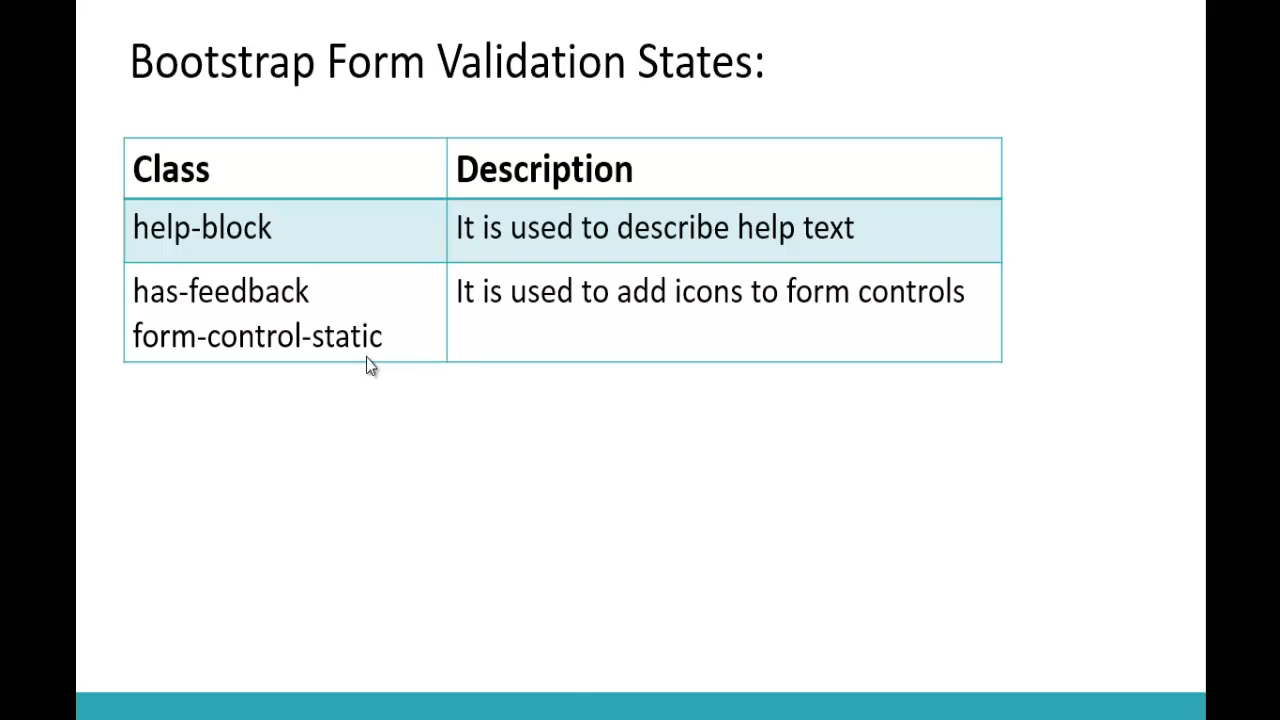 Bootstrap Form Validation States:
Class Description
help-block It is used to describe help text
has-feedback It is used to add icons to form controls
form-control-static